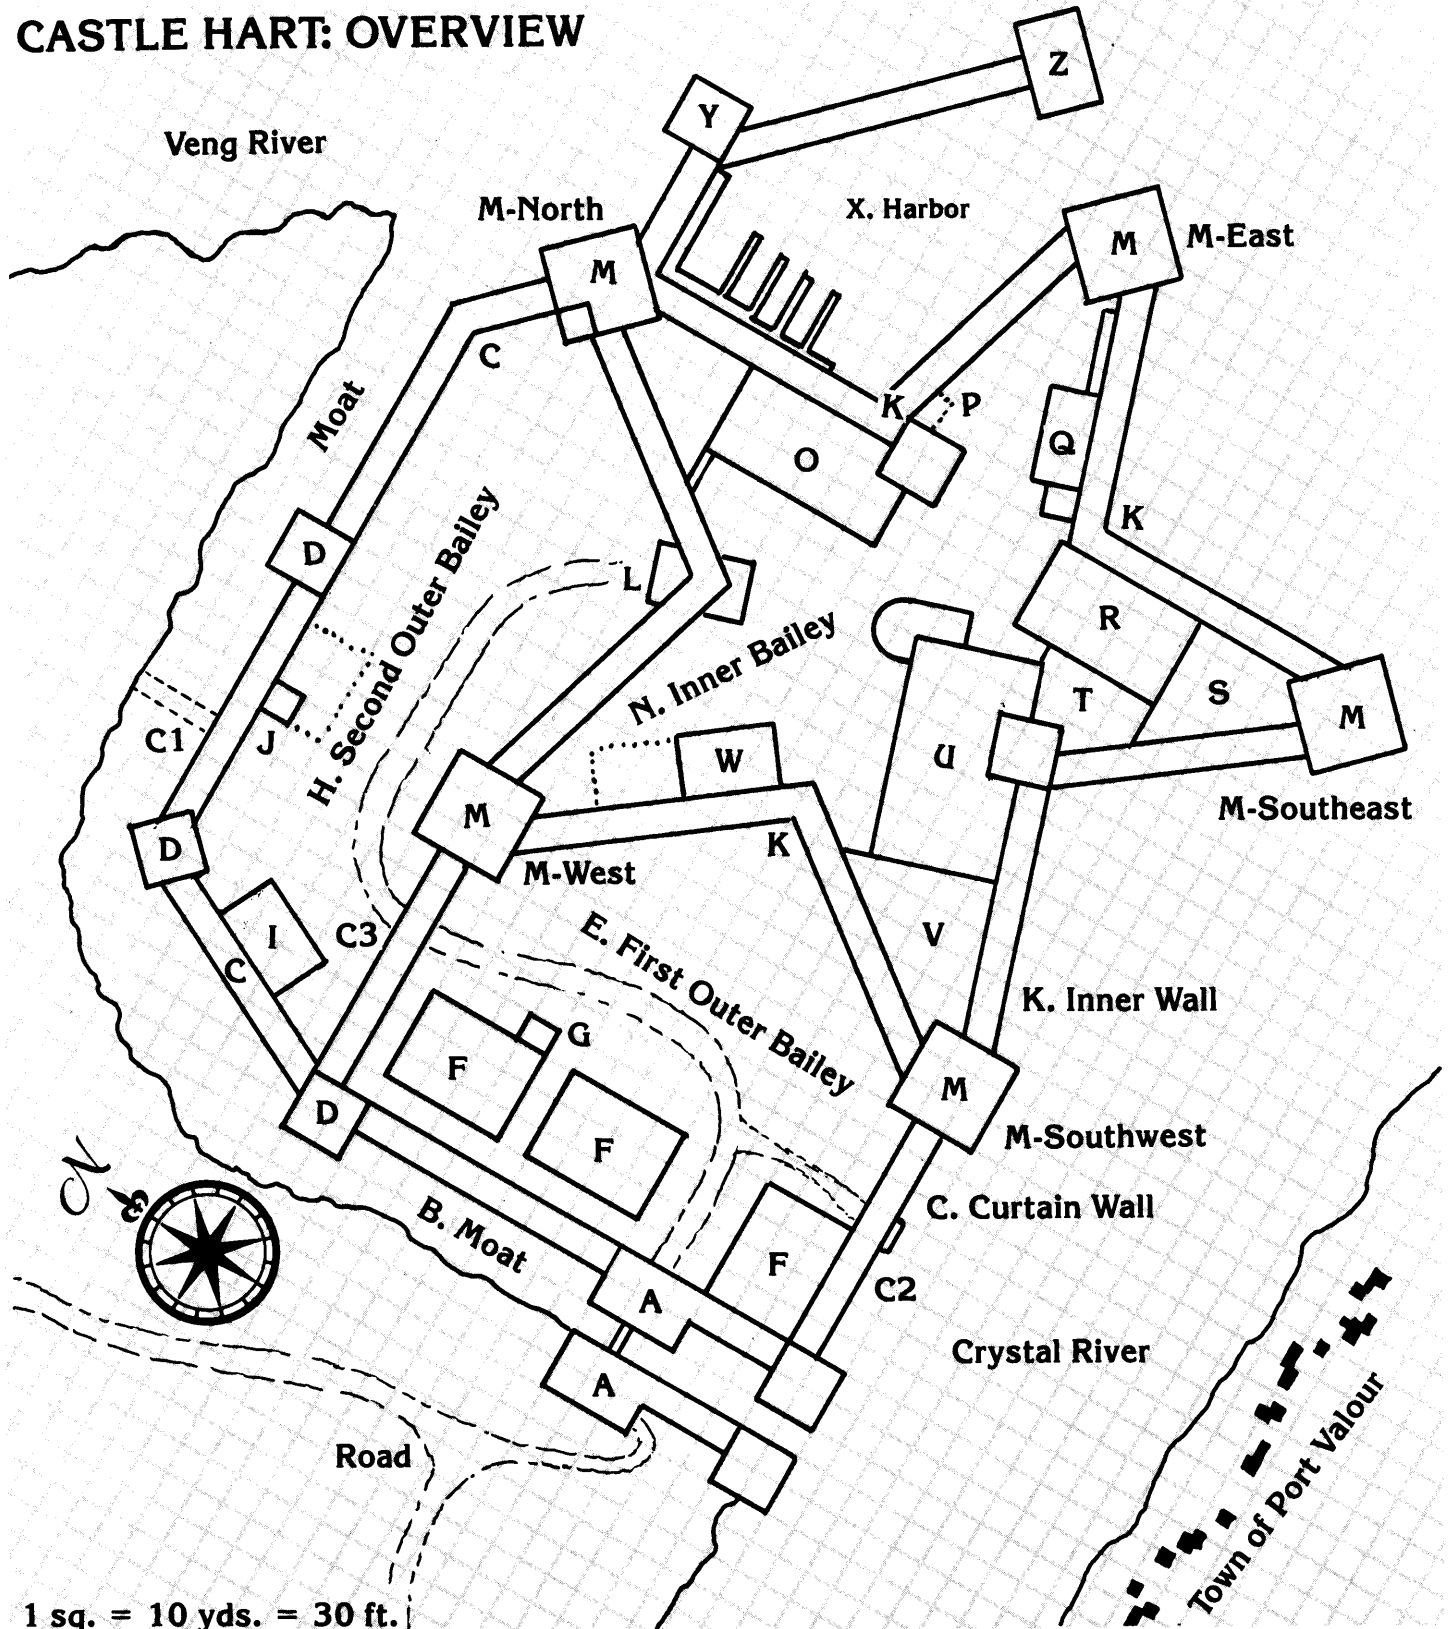 CASTLE HART: OVERVIEW
Z
Y
Veng River
M-North
X. Harbor
M
M-East
M
C
Moat
K
P
O
Q
K
D
H. Second Outer Bailey
L
R
N. Inner Bailey
S
T
M
C1
J
W
U
M-Southeast
M
K
D
M-West
I
C3
E. First Outer Bailey
V
C
K. Inner Wall
G
F
M
D
F
M-Southwest
N
B. Moat
C. Curtain Wall
F
C2
A
Crystal River
A
Town of Port Valour
Road
1 sq. = 10 yds. = 30 ft.